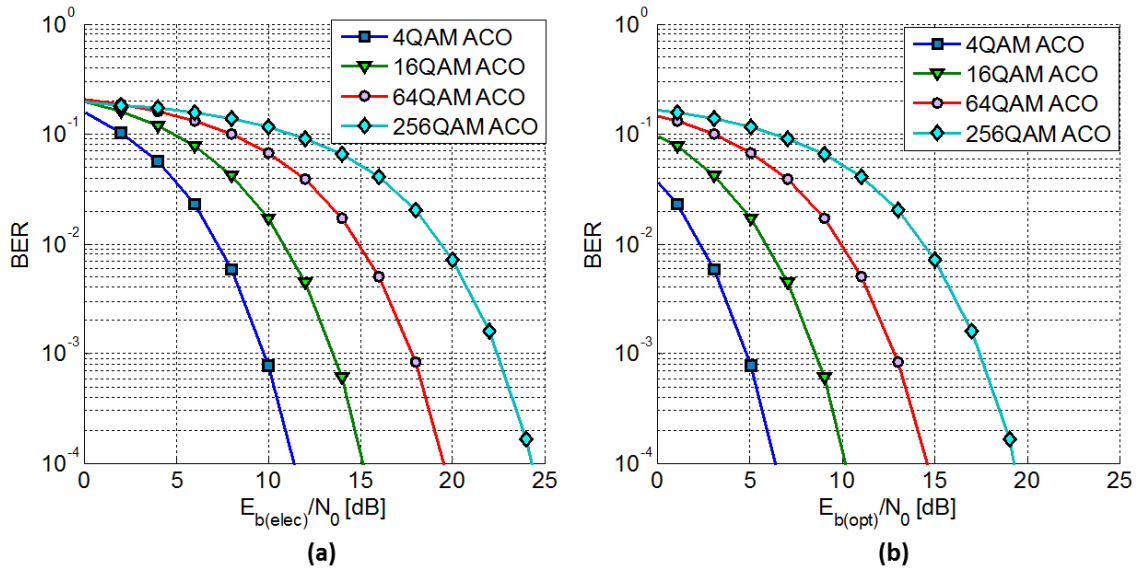 10^0
4QAM ACO
16QAM ACO
64QAM ACO
256QAM ACO
10^-1
10^-2
10^-3
10^-4
BER
0 5 10 15 20 25
E_b(elec)/N_0 [dB]
(a)
10^0
4QAM ACO
16QAM ACO
64QAM ACO
256QAM ACO
10^-1
10^-2
10^-3
10^-4
BER
0 5 10 15 20 25
E_b(opt)/N_0 [dB]
(b)